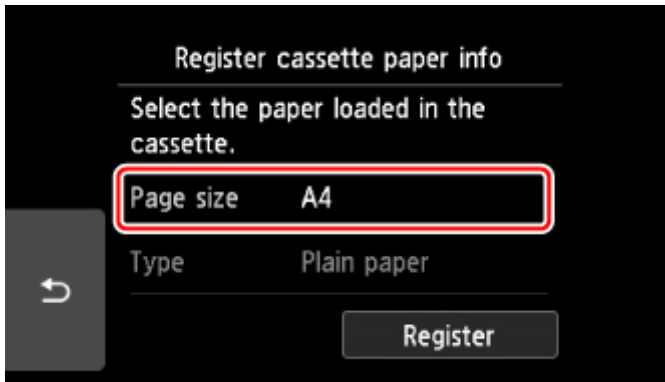 Register cassette paper info
Select the paper loaded in the
cassette.
Page size A4
Type Plain paper
Register